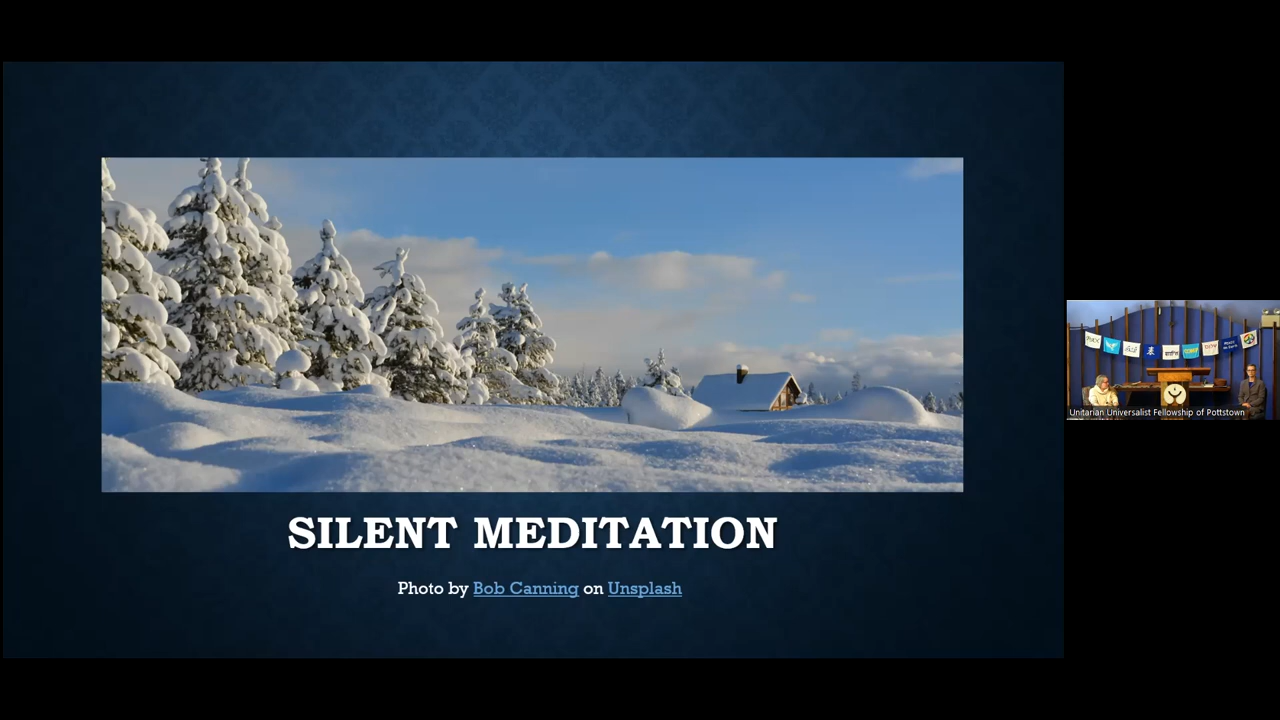 SILENT MEDITATION
Photo by Bob Canning on Unsplash
Unitarian Universalist Fellowship of Pottstown